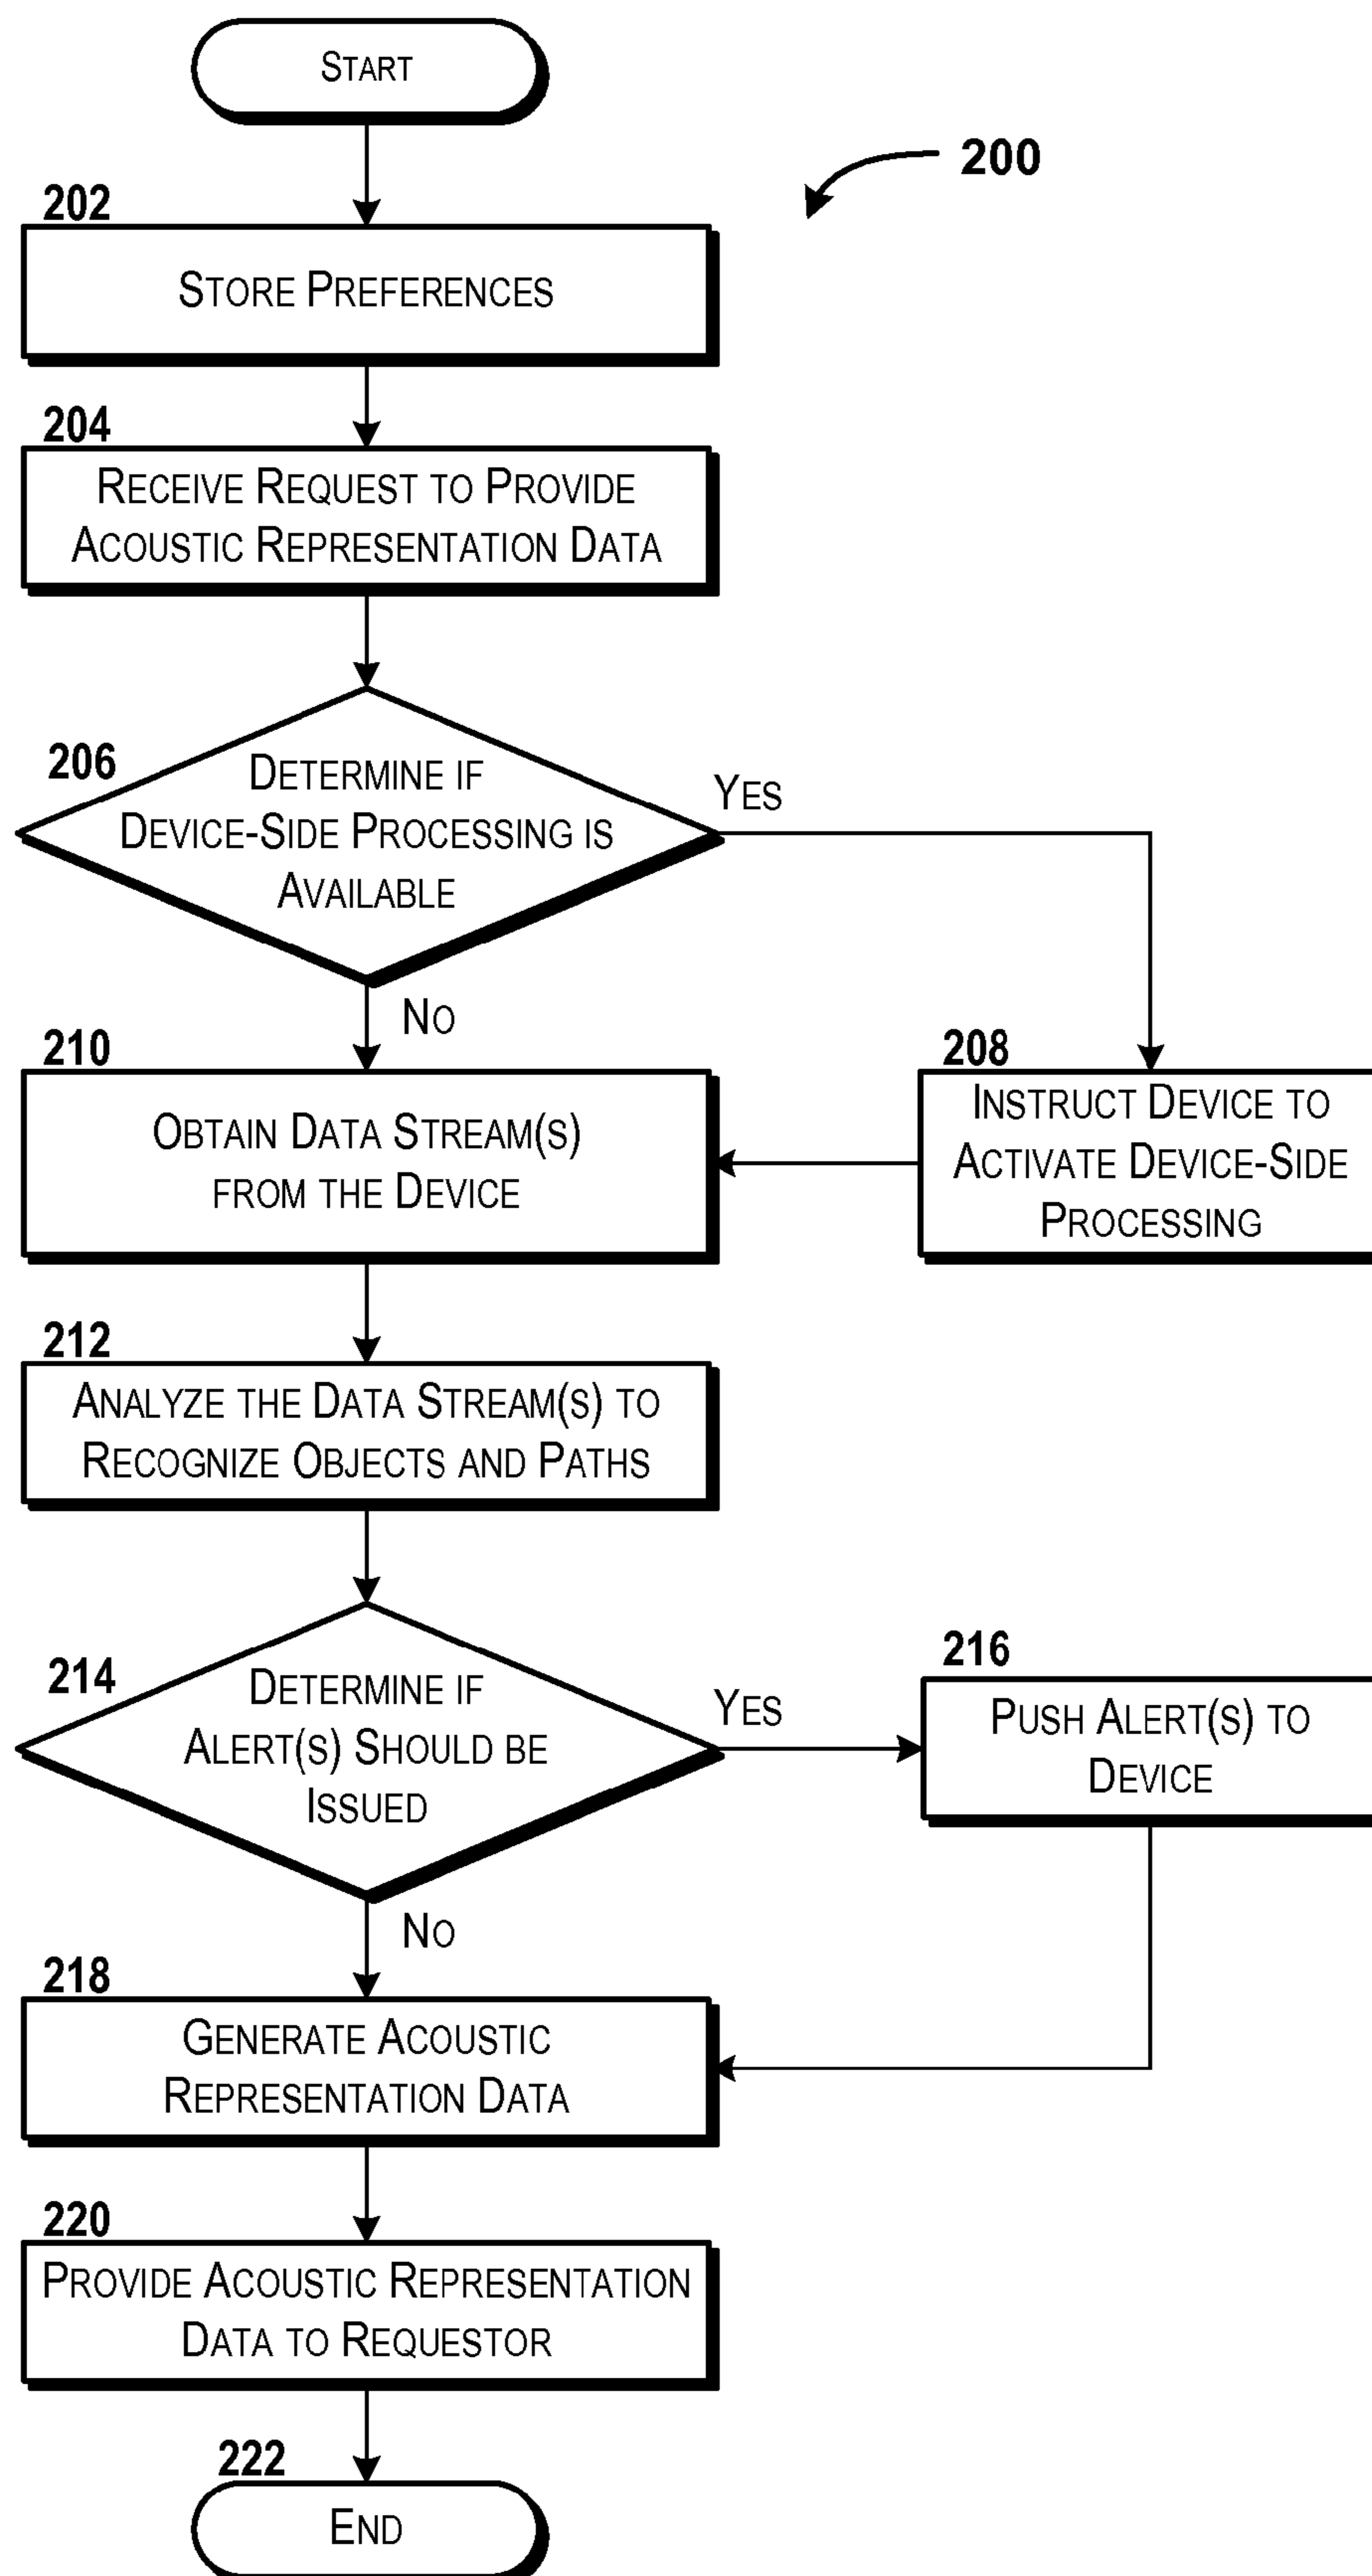 START
200
202
STORE PREFERENCES
204
RECEIVE REQUEST TO PROVIDE
ACOUSTIC REPRESENTATION DATA
206
DETERMINE IF
DEVICE-SIDE PROCESSING IS
AVAILABLE
YES
NO
208
INSTRUCT DEVICE TO
ACTIVATE DEVICE-SIDE
PROCESSING
210
OBTAIN DATA STREAM(S)
FROM THE DEVICE
212
ANALYZE THE DATA STREAM(S) TO
RECOGNIZE OBJECTS AND PATHS
214
DETERMINE IF
ALERT(S) SHOULD BE
ISSUED
YES
NO
216
PUSH ALERT(S) TO
DEVICE
218
GENERATE ACOUSTIC
REPRESENTATION DATA
220
PROVIDE ACOUSTIC REPRESENTATION
DATA TO REQUESTOR
222
END